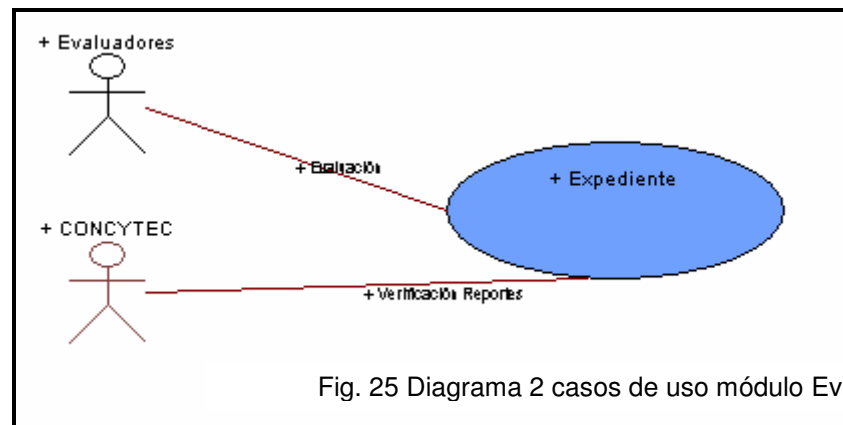 + Evaluadores
+ Evaluación
+ Expediente
+ CONCYTEC
+ Verificación Reportes
Fig. 25 Diagrama 2 casos de uso módulo Ev